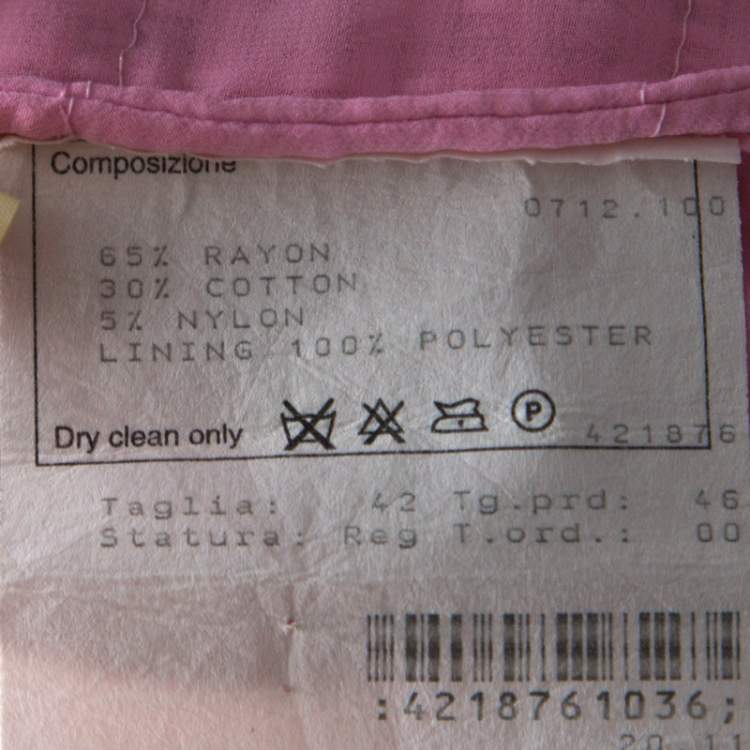 Composizione
0712.100
65% RAYON
30% COTTON
5% NYLON
LINING 100% POLYESTER
Dry clean only P 421876
Taglia: 42 Tg.prd: 46
Statura: Reg T.ord.: 00
:4218761036;